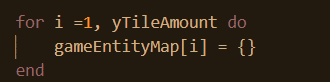 for i =1, yTileAmount do
    gameEntityMap[i] = {}
end